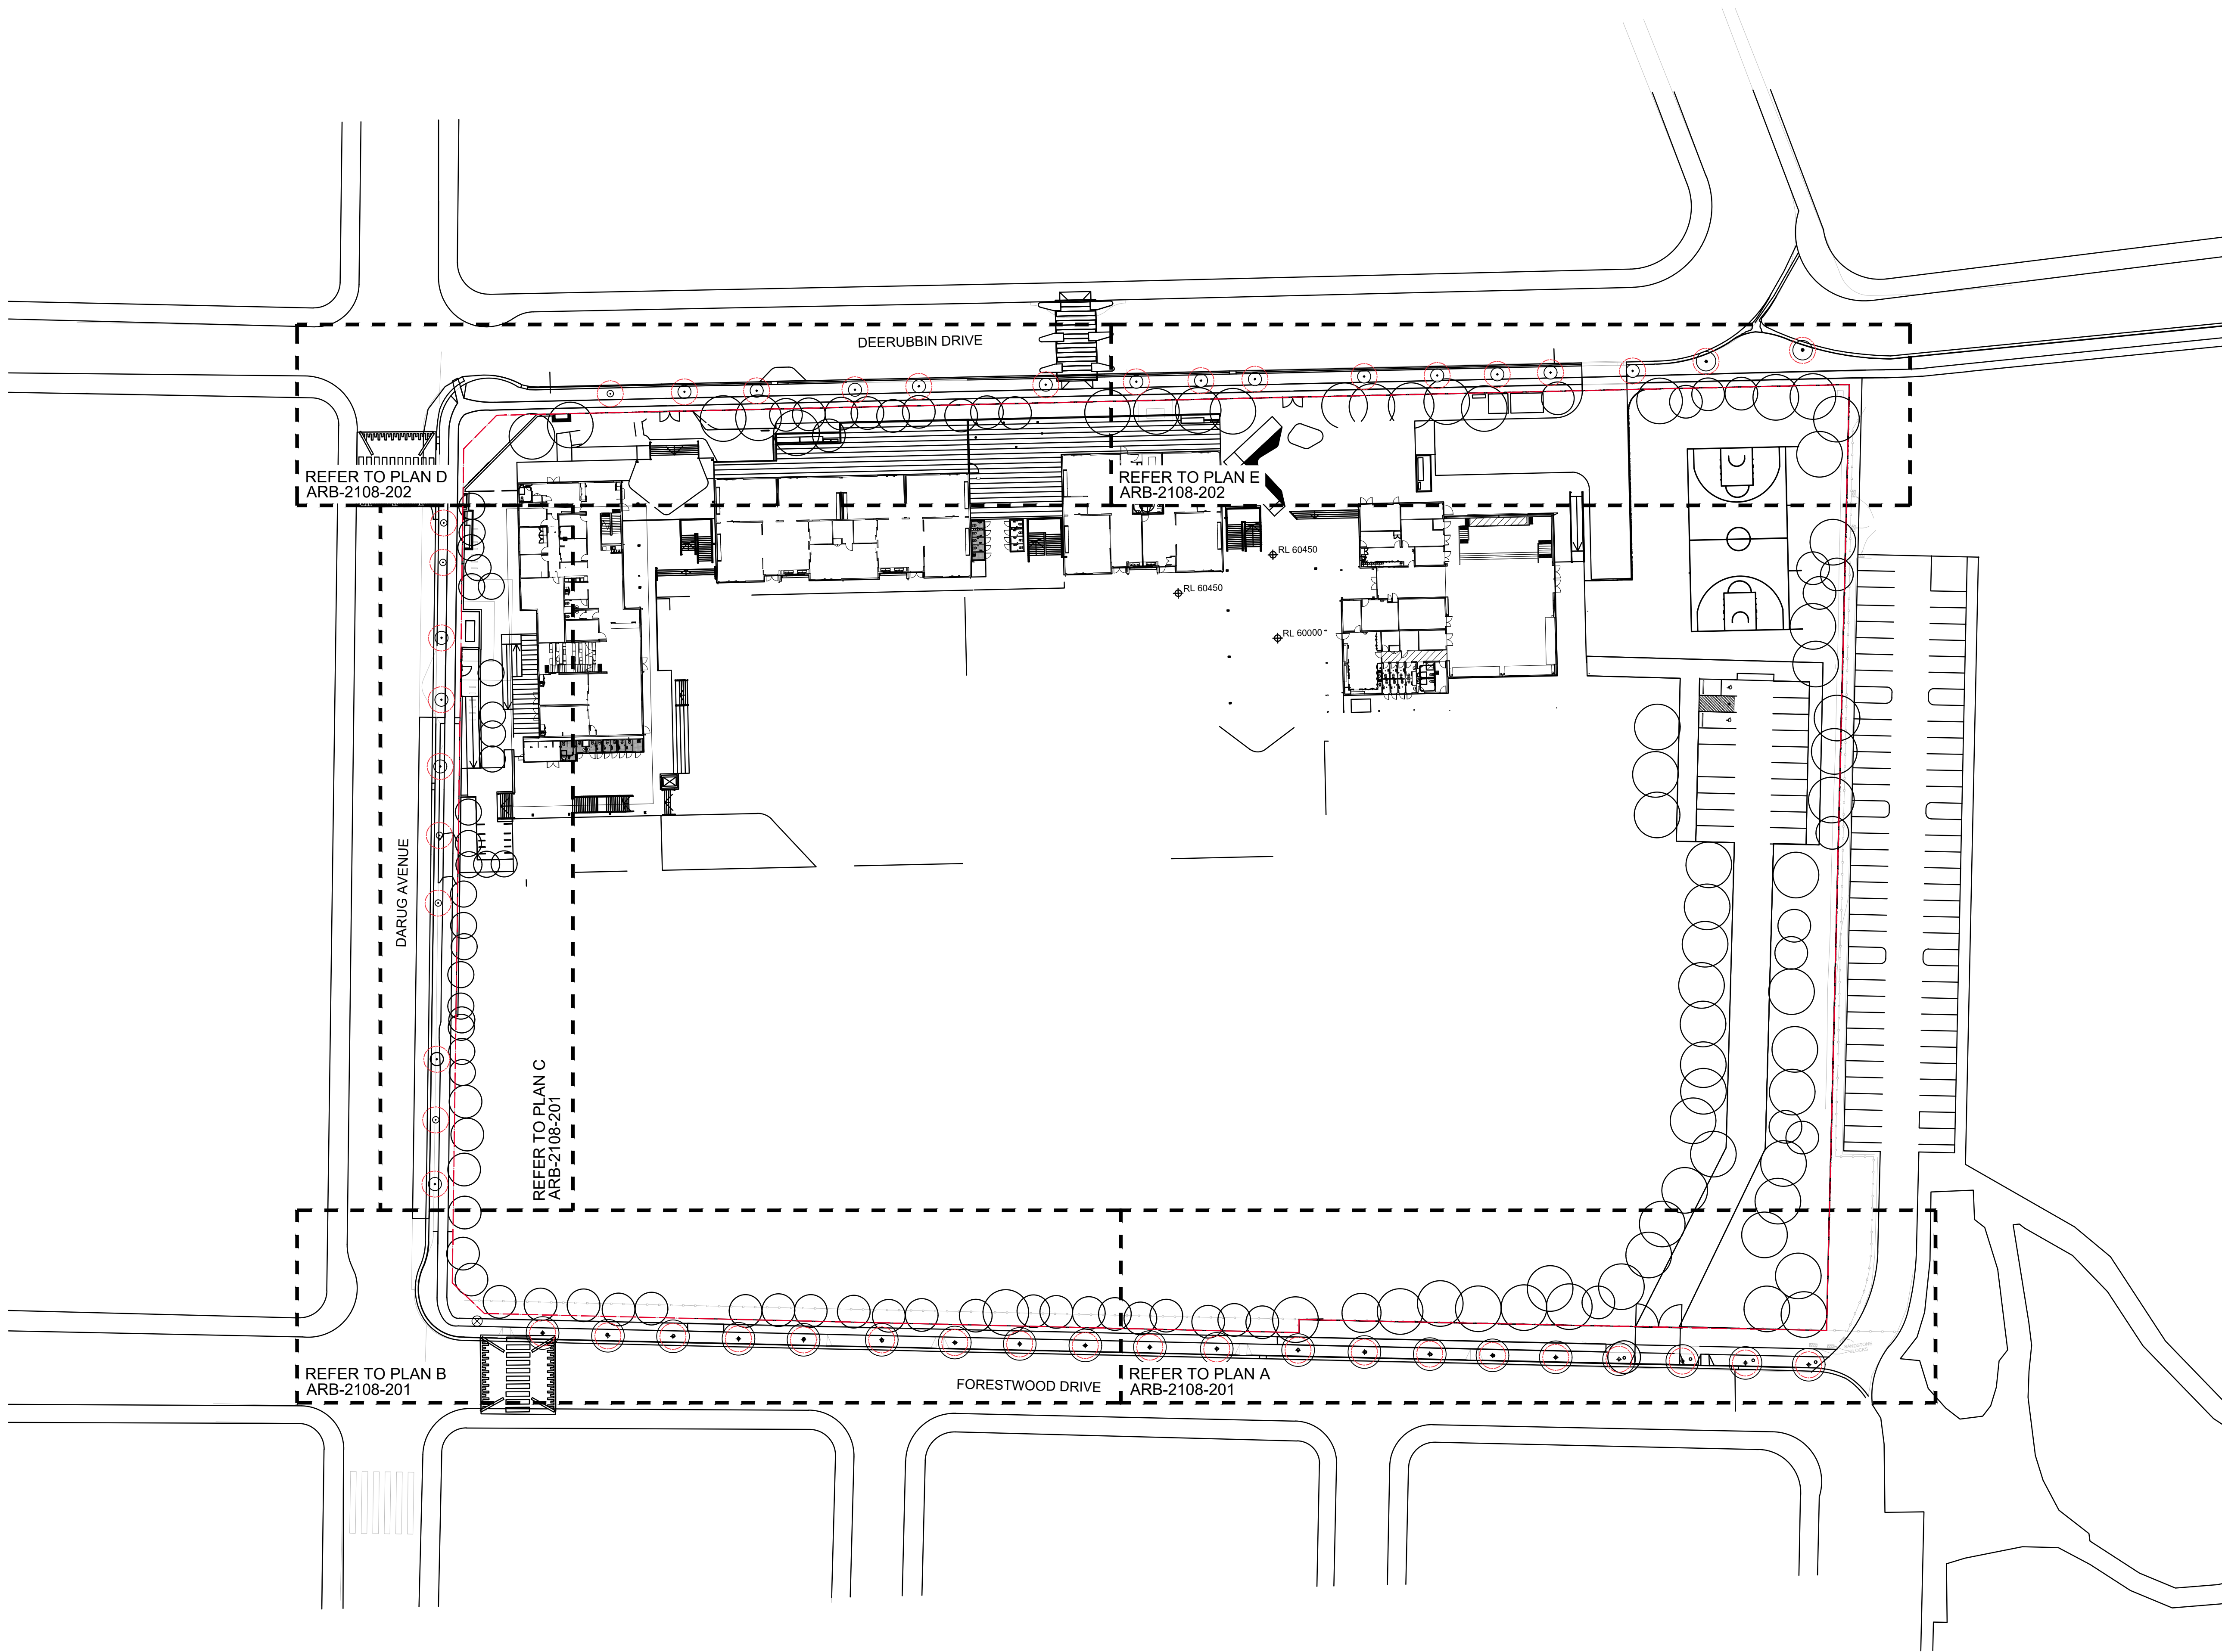 DEERUBBIN DRIVE
REFER TO PLAN D
ARB-2108-202
REFER TO PLAN E
ARB-2108-202
RL 60450
RL 60450
RL 60000
DARUG AVENUE
REFER TO PLAN C
ARB-2108-201
REFER TO PLAN B
ARB-2108-201
FORESTWOOD DRIVE
REFER TO PLAN A
ARB-2108-201
SANDSTONE
BLOCKS